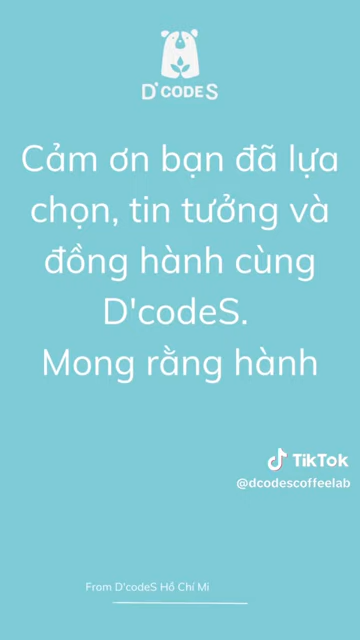 D'CODES
Cảm ơn bạn đã lựa
chọn, tin tưởng và
đồng hành cùng
D'codeS.
Mong rằng hành
TikTok
@dcodescoffeelab
From D'codeS Hồ Chí Mi